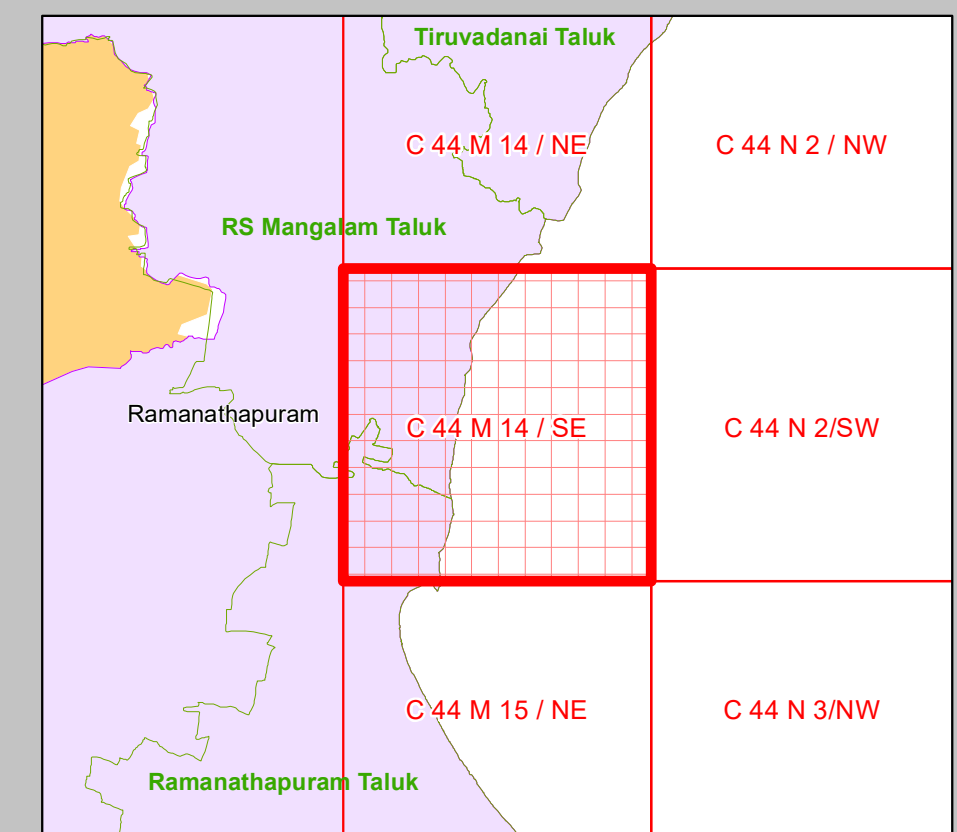 Tiruvadanai Taluk
C 44 M 14 / NE
C 44 N 2 / NW
RS Mangalam Taluk
Ramanathapuram
C 44 M 14 / SE
C 44 N 2/SW
C 44 M 15 / NE
C 44 N 3/NW
Ramanathapuram Taluk